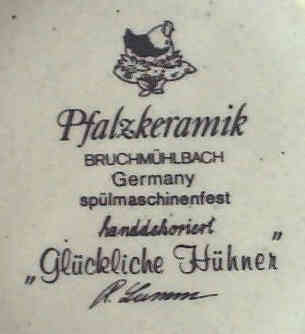 Pfalzkeramik
BRUCHMÜHLBACH
Germany
spülmaschinenfest
handdekoriert
„Glückliche Hühner"